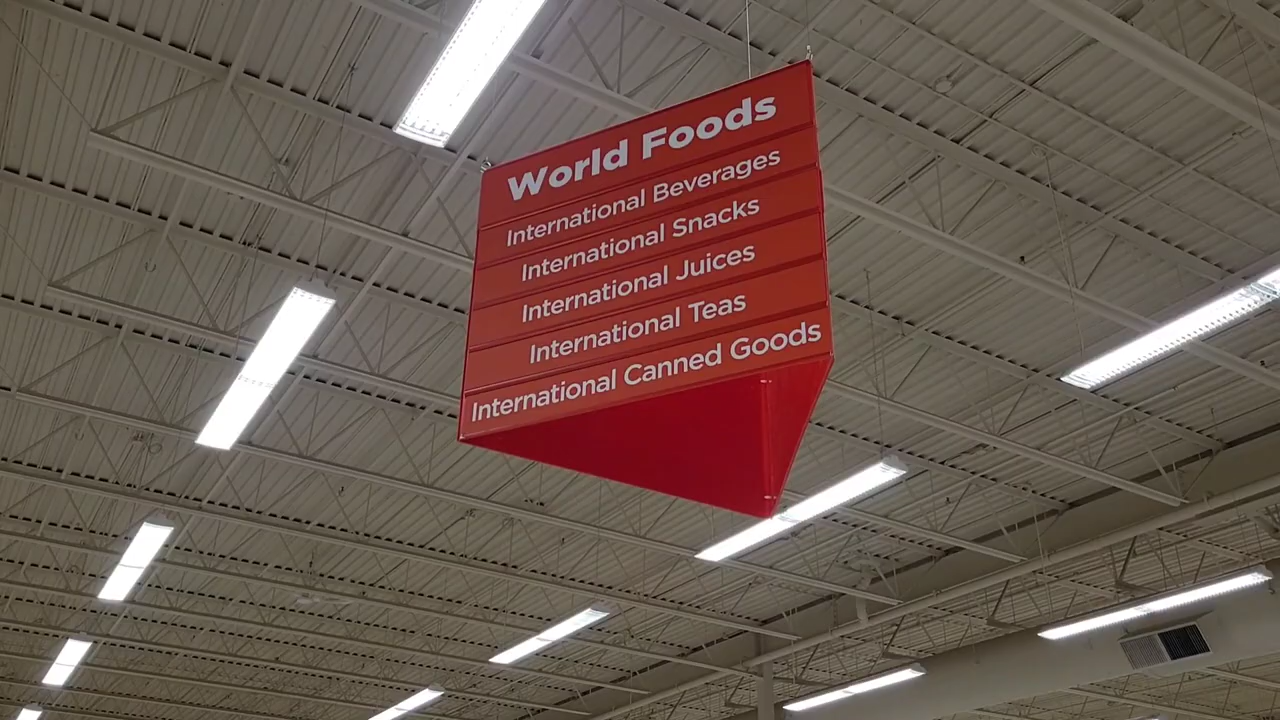 World Foods
International Beverages
International Snacks
International Juices
International Teas
International Canned Goods